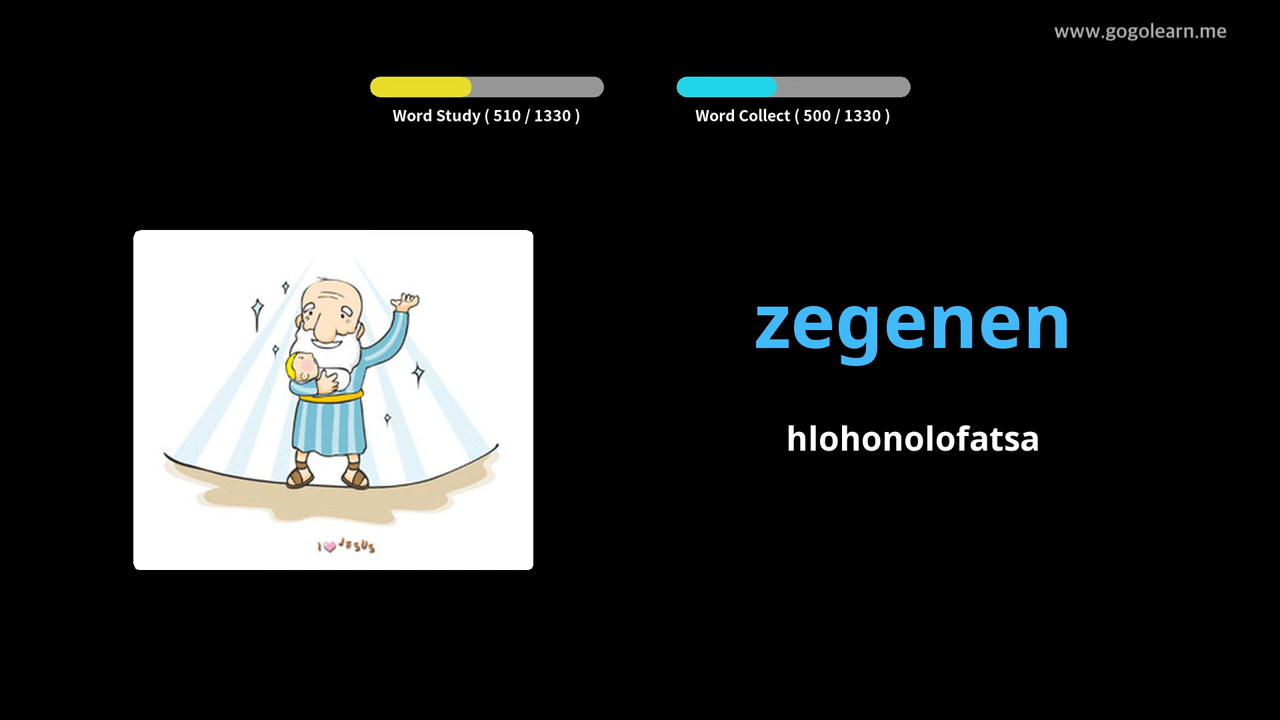 www.gogolearn.me
Word Study ( 510 / 1330 )
Word Collect ( 500 / 1330 )
zegenen
hlohonolofatsa
I ♥ JESUS